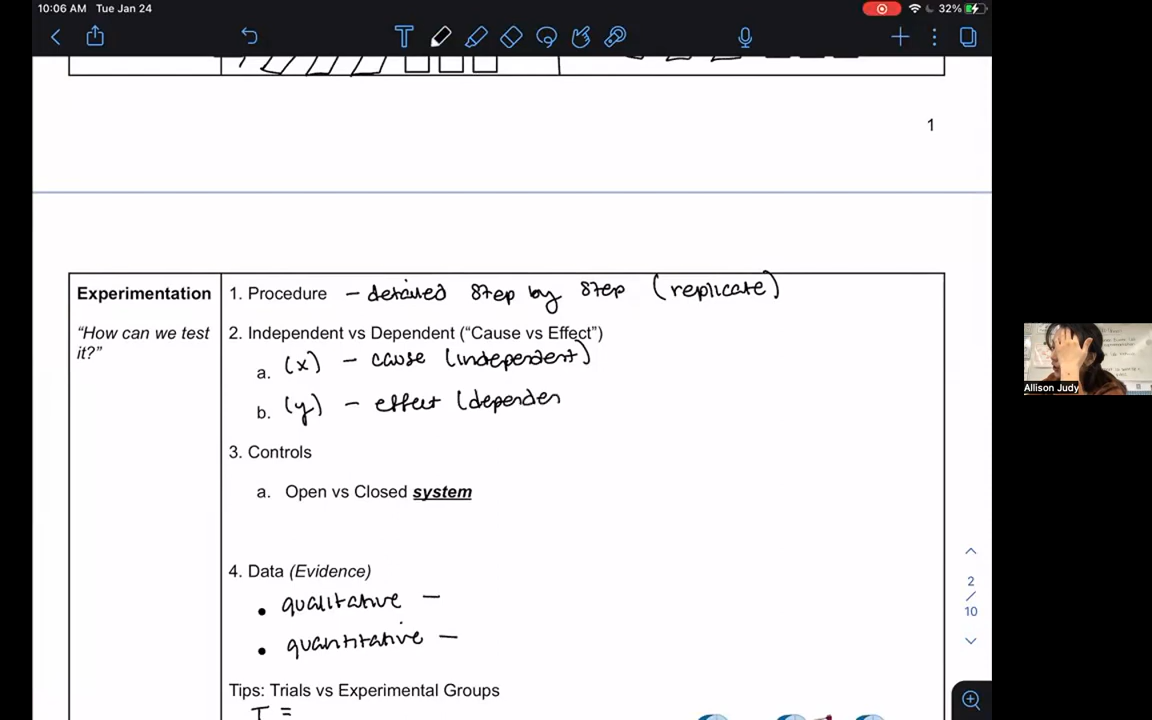 10:06 AM Tue Jan 24
32%
1
Experimentation
"How can we test
it?"
1. Procedure – detailed step by step (replicate)
2. Independent vs Dependent ("Cause vs Effect")
a. (x) – cause (independent)
b. (y) – effect (dependen
3. Controls
a. Open vs Closed system
4. Data (Evidence)
• qualitative –
• quantitative –
Tips: Trials vs Experimental Groups
T =
2
/
10
Allison Judy